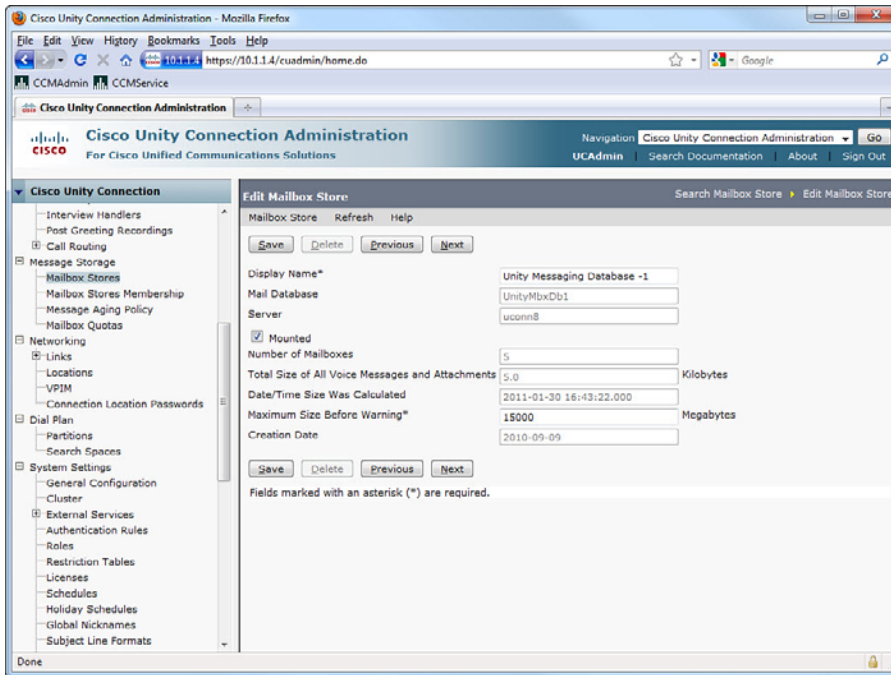 Cisco Unity Connection Administration - Mozilla Firefox
File Edit View History Bookmarks Tools Help
10.1.1.4 https://10.1.1.4/cuadmin/home.do
Google
CCMAdmin CCMService
Cisco Unity Connection Administration
CISCO
Cisco Unity Connection Administration
For Cisco Unified Communications Solutions
Navigation Cisco Unity Connection Administration Go
UCAdmin Search Documentation About Sign Out
Cisco Unity Connection
Interview Handlers
Post Greeting Recordings
Call Routing
Message Storage
Mailbox Stores
Mailbox Stores Membership
Message Aging Policy
Mailbox Quotas
Networking
Links
Locations
VPIM
Connection Location Passwords
Dial Plan
Partitions
Search Spaces
System Settings
General Configuration
Cluster
External Services
Authentication Rules
Roles
Restriction Tables
Licenses
Schedules
Holiday Schedules
Global Nicknames
Subject Line Formats
Edit Mailbox Store
Search Mailbox Store Edit Mailbox Store
Mailbox Store Refresh Help
Save Delete Previous Next
Display Name* Unity Messaging Database -1
Mail Database UnityMbxDb1
Server uconn8
Mounted
Number of Mailboxes 5
Total Size of All Voice Messages and Attachments 5.0 Kilobytes
Date/Time Size Was Calculated 2011-01-30 16:43:22.000
Maximum Size Before Warning* 15000 Megabytes
Creation Date 2010-09-09
Save Delete Previous Next
Fields marked with an asterisk (*) are required.
Done